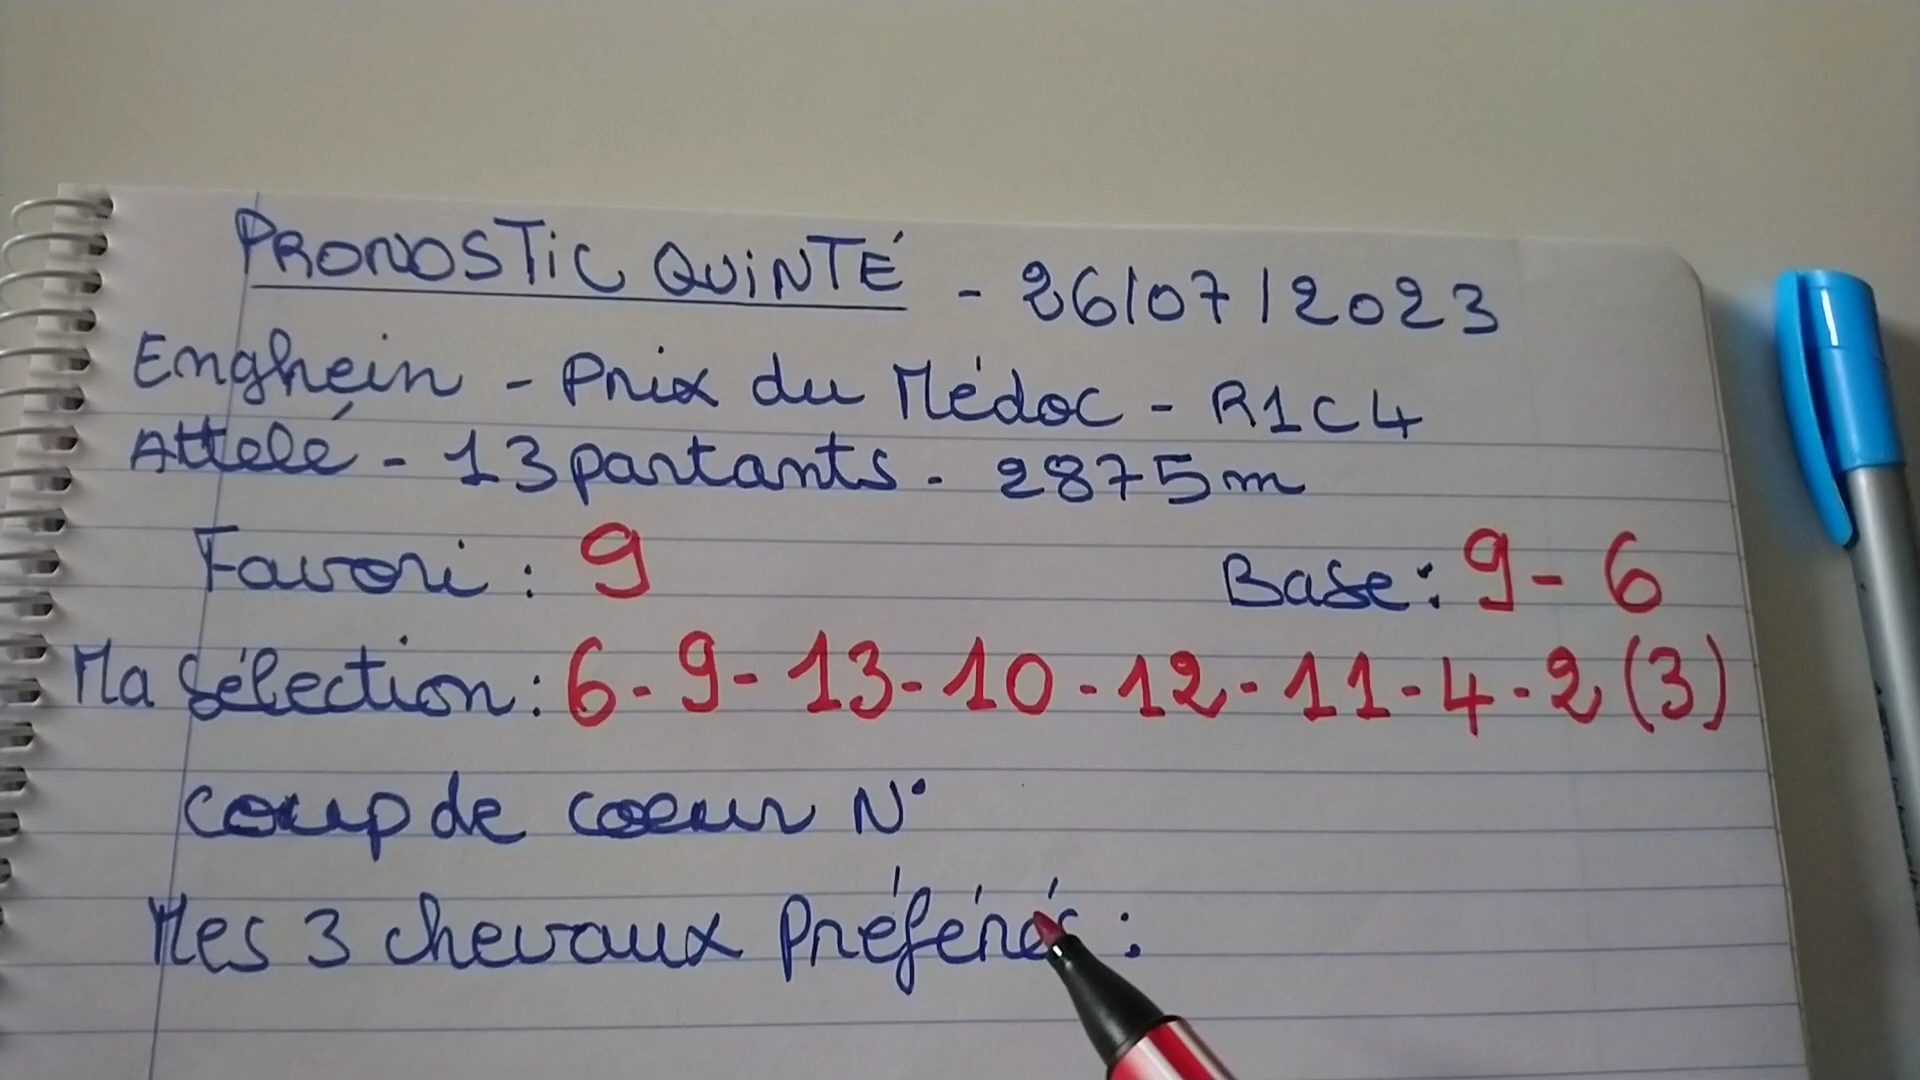 PRONOSTIC QUINTÉ - 26/07/2023
Enghein - Prix du Médoc - R1C4
Attelé - 13 partants - 2875m
Favori : 9 Base : 9 - 6
Ma sélection : 6 - 9 - 13 - 10 - 12 - 11 - 4 - 2 (3)
coup de coeur N°
Mes 3 chevaux Préférés :